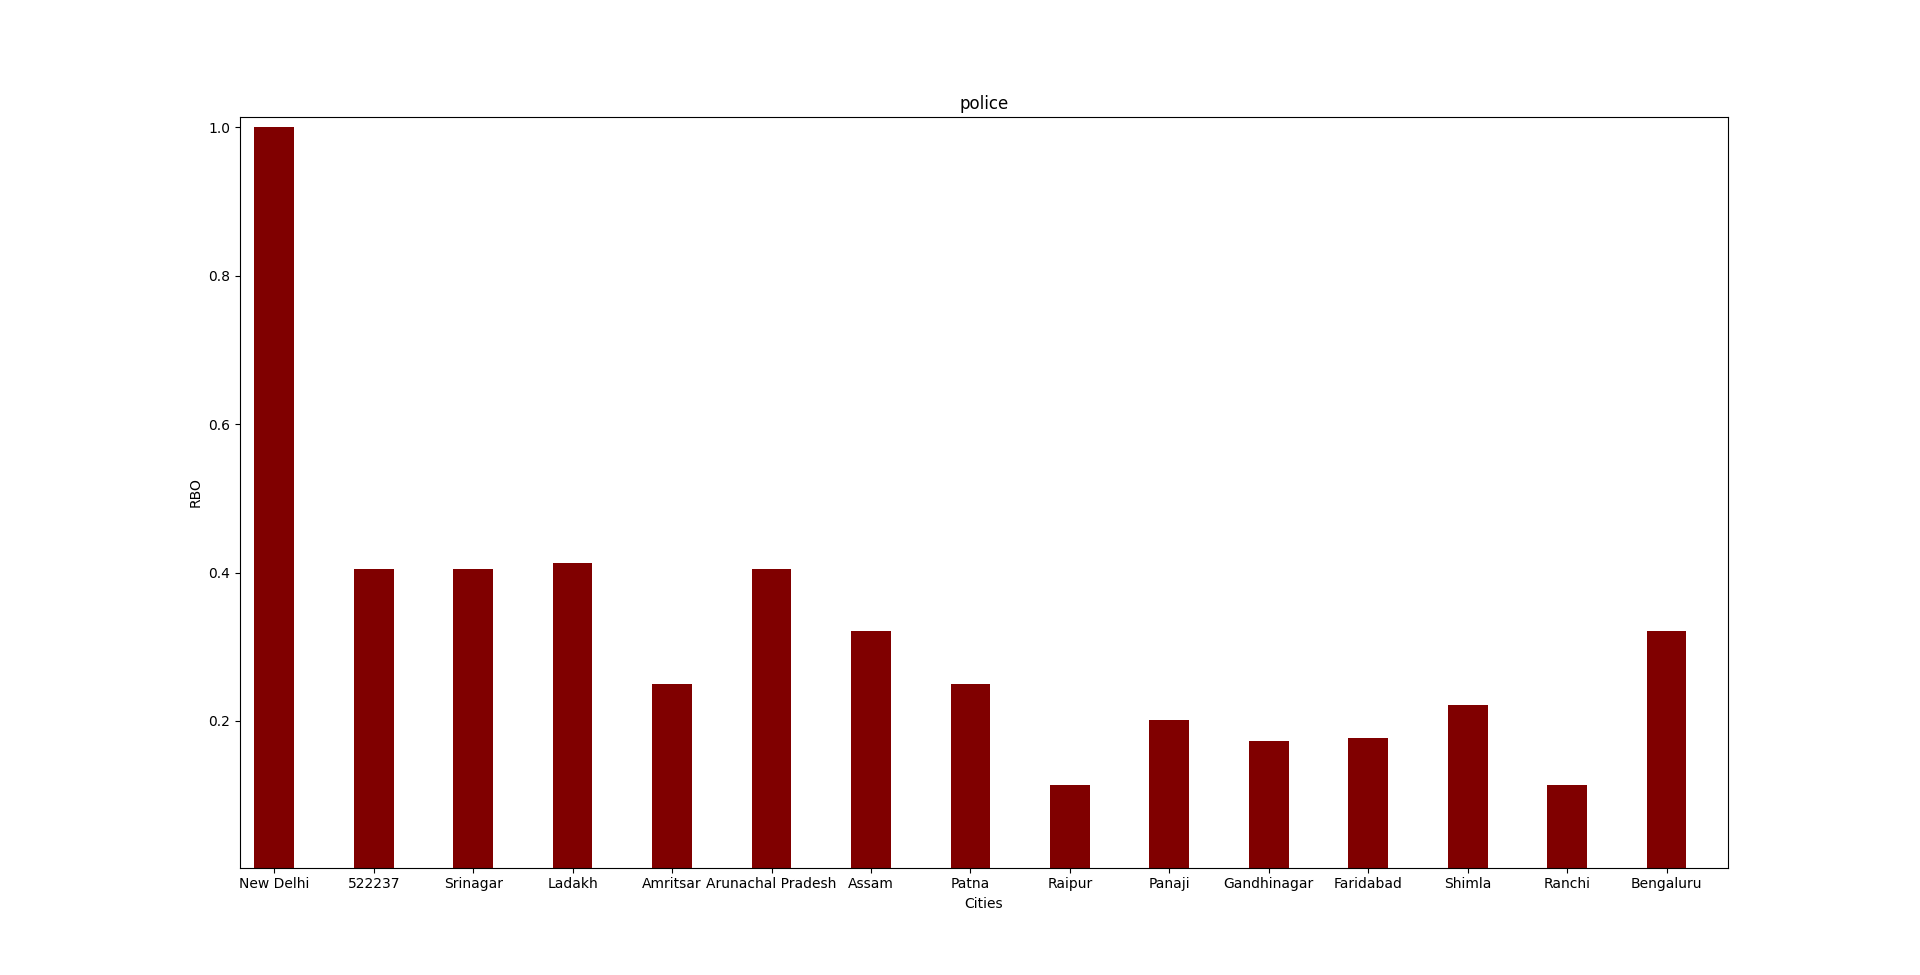 police
1.0
0.8
0.6
0.4
0.2
RBO
New Delhi 522237 Srinagar Ladakh Amritsar Arunachal Pradesh Assam Patna Raipur Panaji Gandhinagar Faridabad Shimla Ranchi Bengaluru
Cities